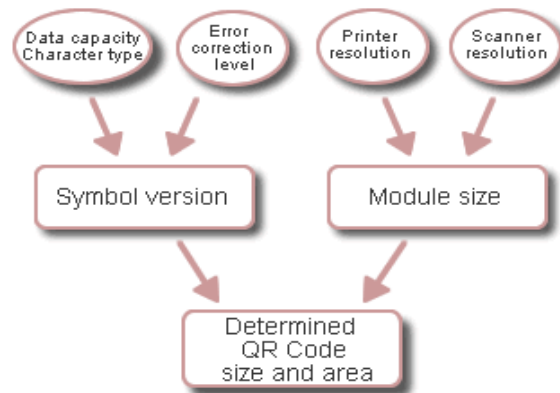 Data capacity
Character type
Error
correction
level
Printer
resolution
Scanner
resolution
Symbol version
Module size
Determined
QR Code
size and area